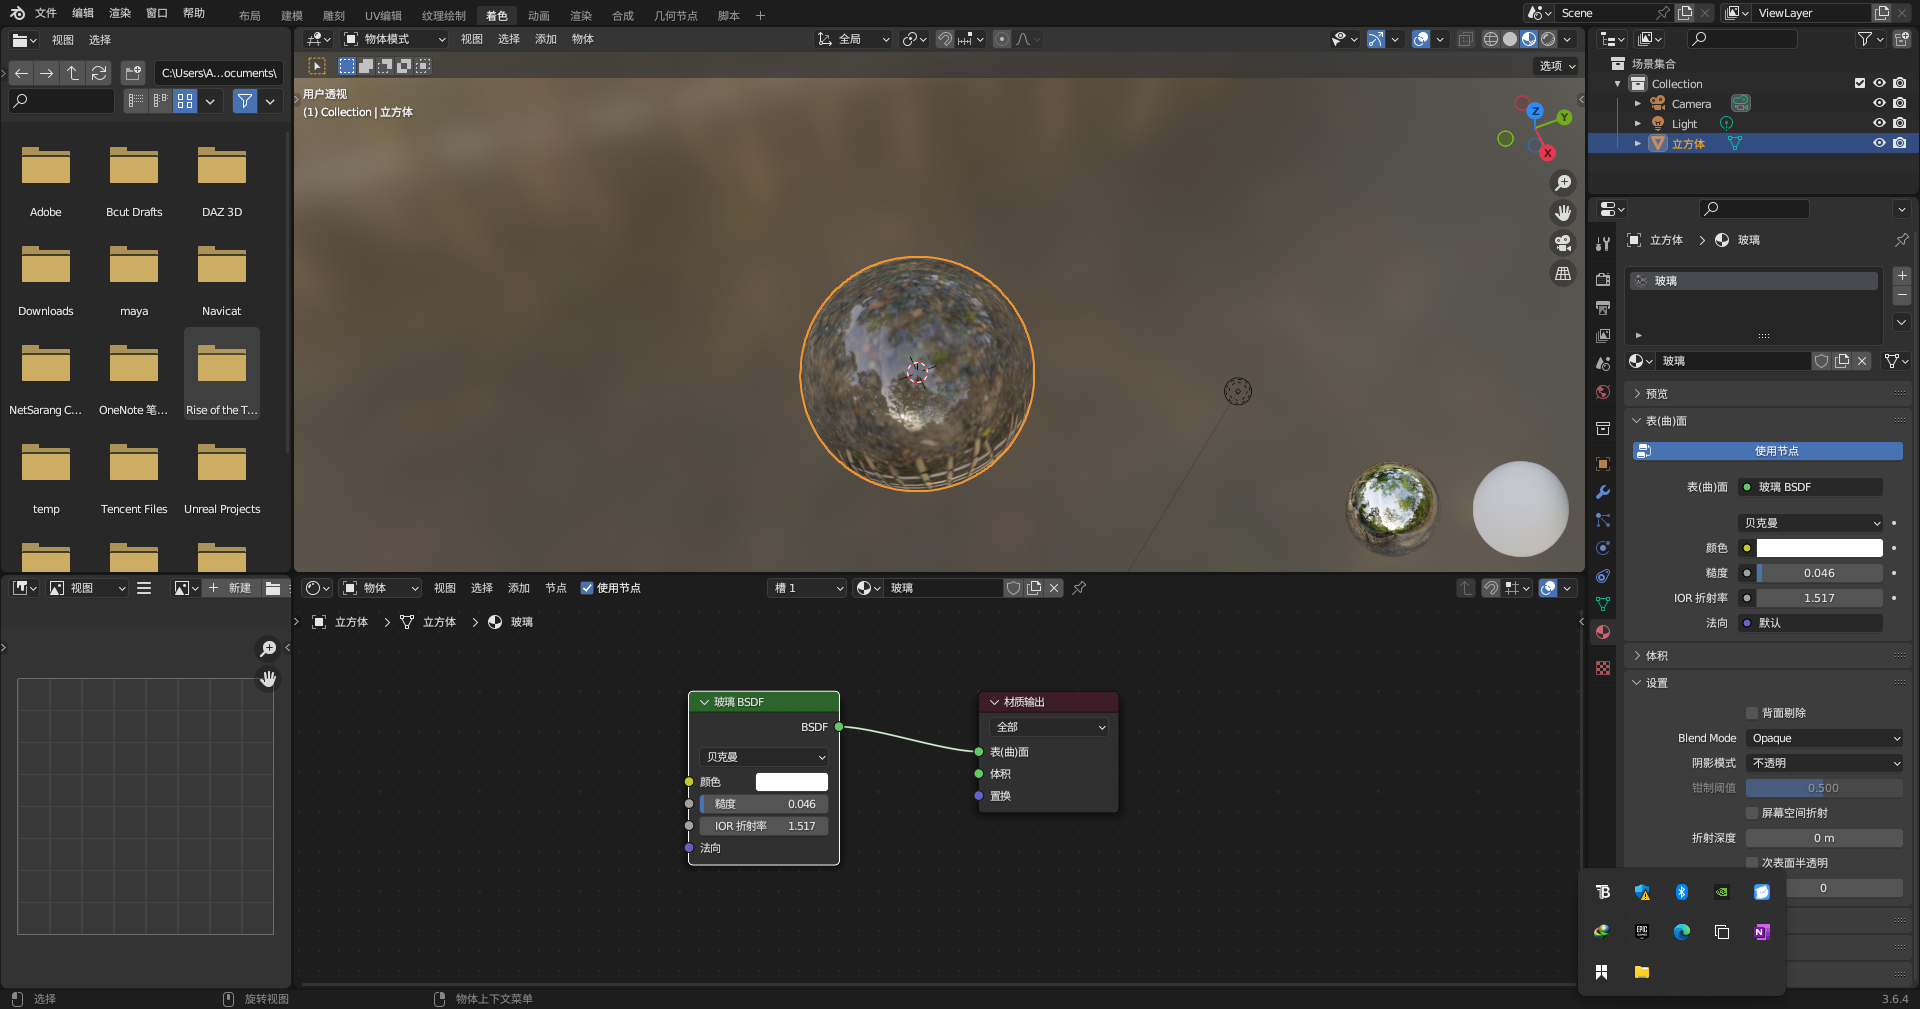 文件 编辑 渲染 窗口 帮助 布局 建模 雕刻 UV编辑 纹理绘制 着色 动画 渲染 合成 几何节点 脚本 + Scene ViewLayer
视图 选择
C:\Users\A...ocuments\
Adobe Bcut Drafts DAZ 3D
Downloads maya Navicat
NetSarang C... OneNote 笔... Rise of the T...
temp Tencent Files Unreal Projects
物体模式 视图 选择 添加 物体 全局
选项
用户透视
(1) Collection | 立方体
Z
Y
X
场景集合
Collection
Camera
Light
立方体
立方体 > 玻璃
玻璃
玻璃
预览
表(曲)面
使用节点
表(曲)面 玻璃 BSDF
贝克曼
颜色
糙度 0.046
IOR 折射率 1.517
法向 默认
体积
设置
背面剔除
Blend Mode Opaque
阴影模式 不透明
钳制阈值 0.500
屏幕空间折射
折射深度 0 m
次表面半透明
0
视图 + 新建
物体 视图 选择 添加 节点 使用节点 槽 1 玻璃
立方体 > 立方体 > 玻璃
玻璃 BSDF
BSDF
贝克曼
颜色
糙度 0.046
IOR 折射率 1.517
法向
材质输出
全部
表(曲)面
体积
置换
EPIC
N
选择 旋转视图 物体上下文菜单 3.6.4